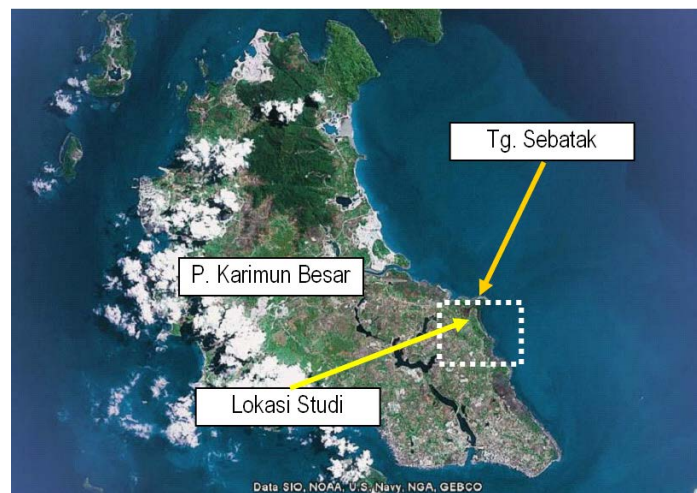 Tg. Sebatak
P. Karimun Besar
Lokasi Studi
Data SIO, NOAA, U.S. Navy, NGA, GEBCO